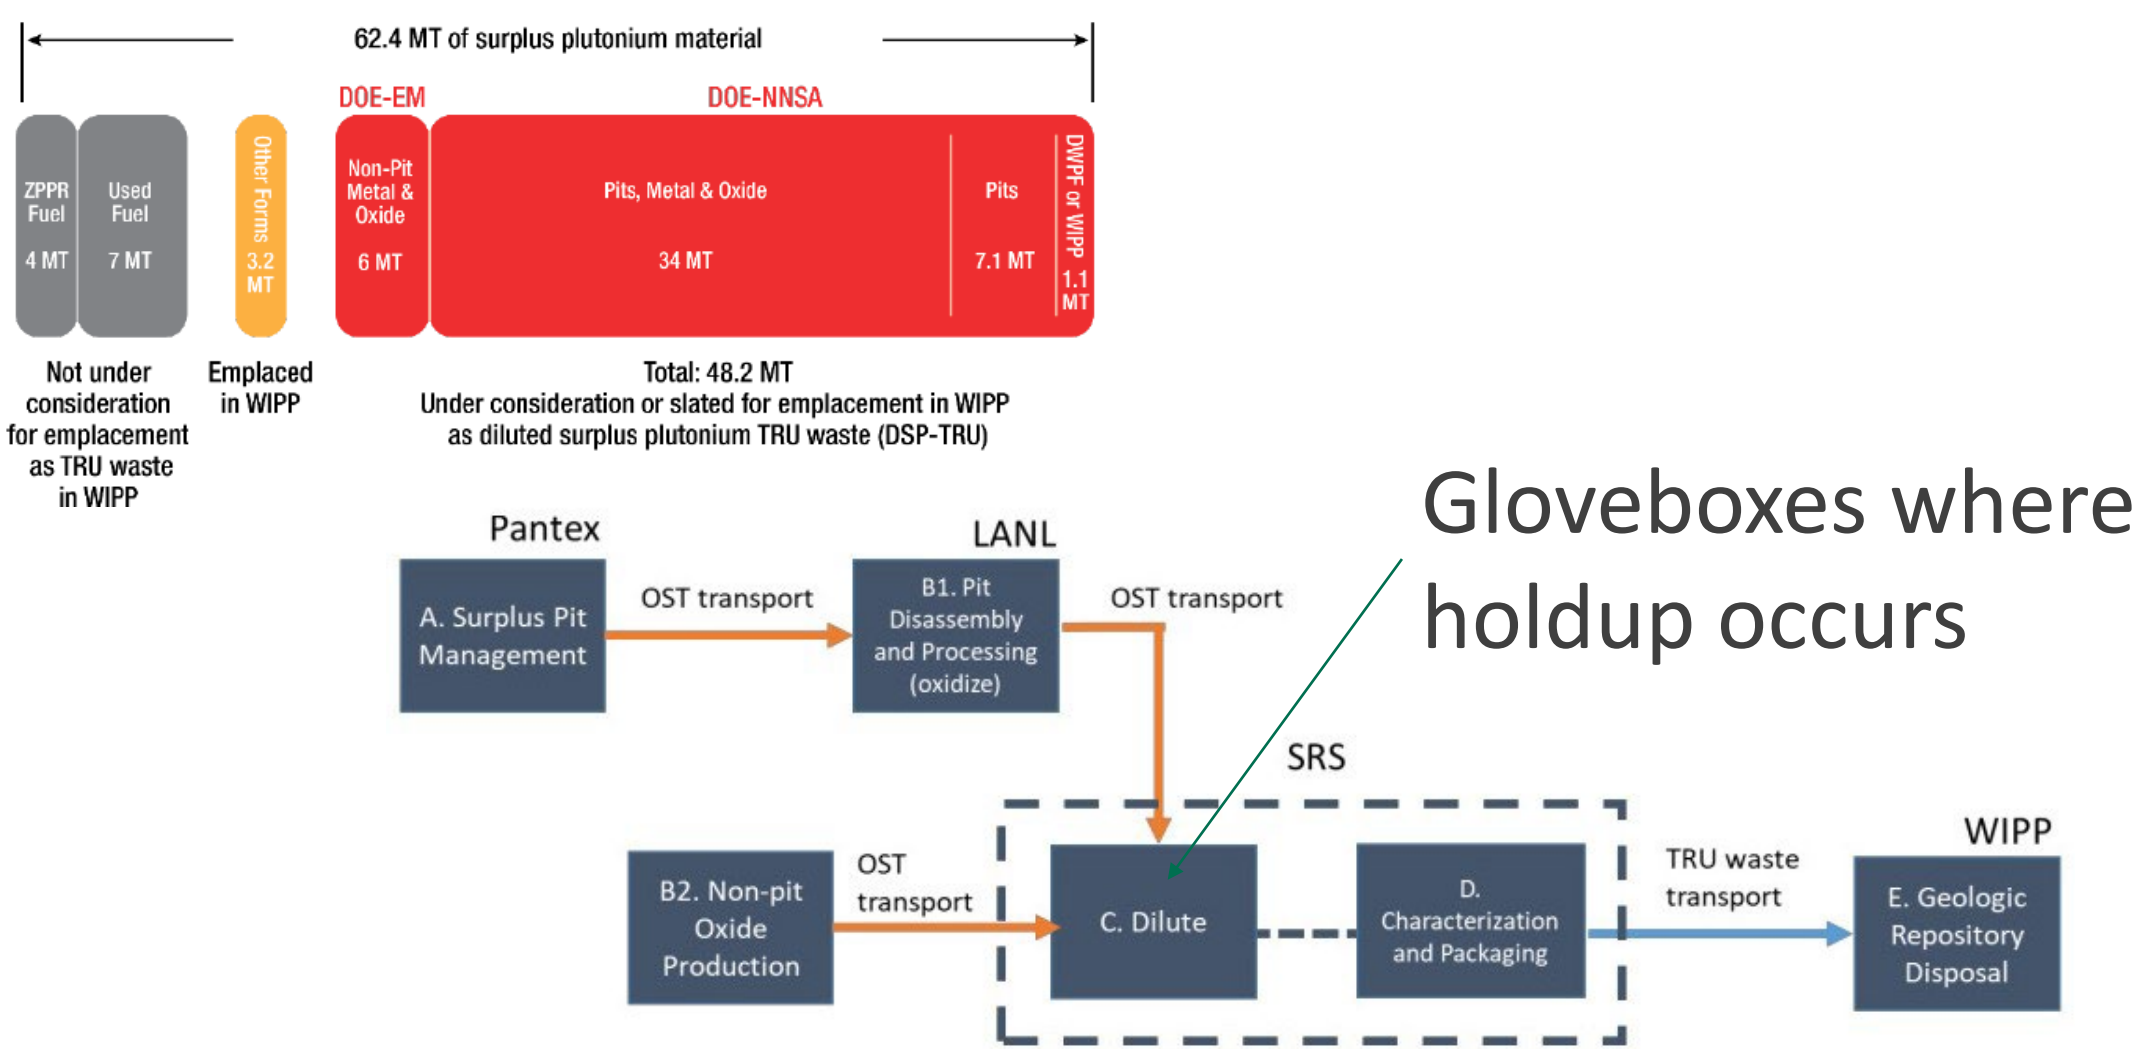 62.4 MT of surplus plutonium material
DOE-EM
DOE-NNSA
ZPPR
Fuel
4 MT
Used
Fuel
7 MT
Other Forms
3.2
MT
Non-Pit
Metal &
Oxide
6 MT
Pits, Metal & Oxide
34 MT
Pits
7.1 MT
DWPF or WIPP
1.1
MT
Not under
consideration
for emplacement
as TRU waste
in WIPP
Emplaced
in WIPP
Total: 48.2 MT
Under consideration or slated for emplacement in WIPP
as diluted surplus plutonium TRU waste (DSP-TRU)
Gloveboxes where
holdup occurs
Pantex
A. Surplus Pit
Management
OST transport
LANL
B1. Pit
Disassembly
and Processing
(oxidize)
OST transport
SRS
B2. Non-pit
Oxide
Production
OST
transport
C. Dilute
D.
Characterization
and Packaging
TRU waste
transport
WIPP
E. Geologic
Repository
Disposal